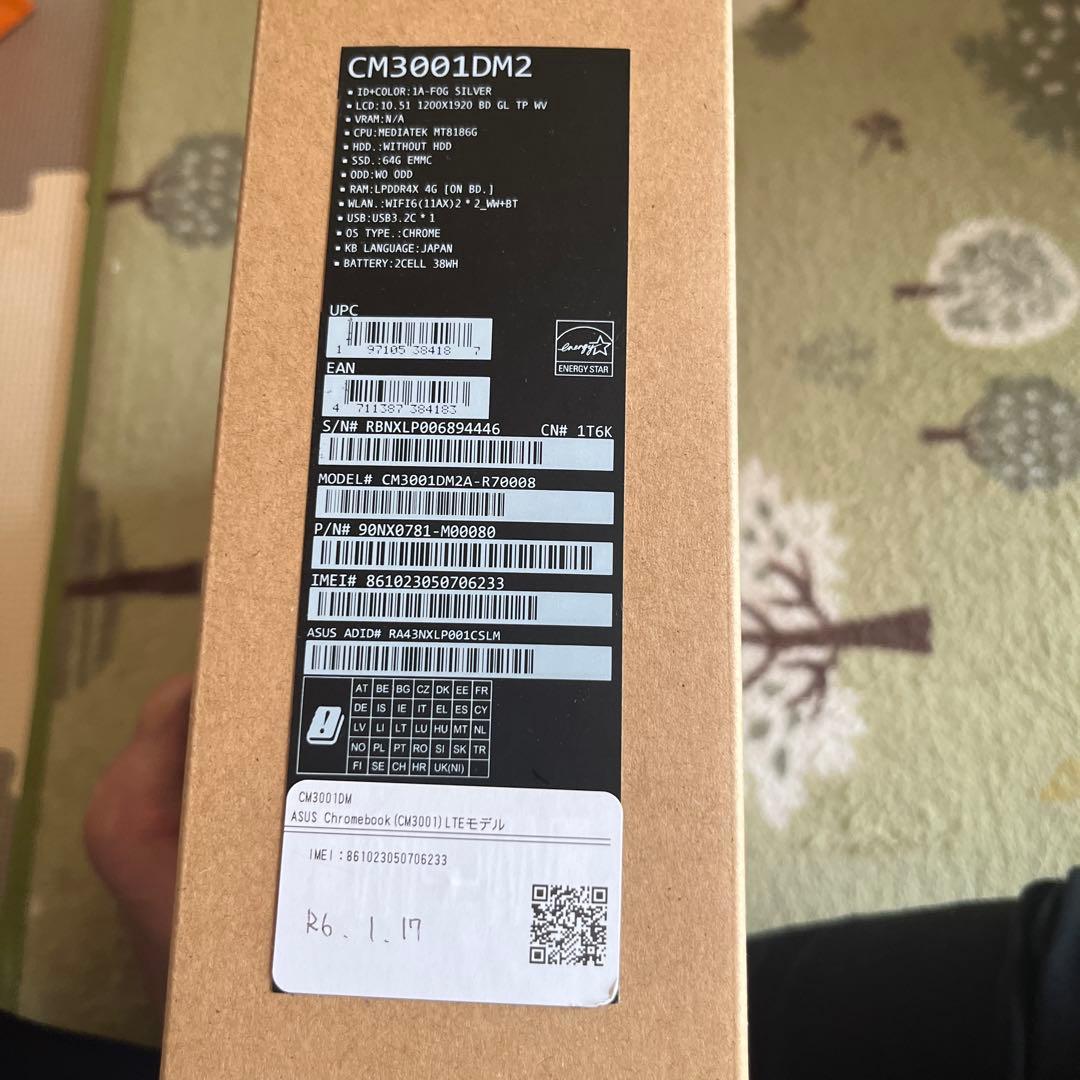 CM3001DM2
▪ ID+COLOR:1A-FOG SILVER
▪ LCD:10.51 1200X1920 BD GL TP WV
▪ VRAM:N/A
▪ CPU:MEDIATEK MT8186G
▪ HDD.:WITHOUT HDD
▪ SSD.:64G EMMC
▪ ODD:WO ODD
▪ RAM:LPDDR4X 4G [ON BD.]
▪ WLAN.:WIFI6(11AX)2*2_WW+BT
▪ USB:USB3.2C*1
▪ OS TYPE.:CHROME
▪ KB LANGUAGE:JAPAN
▪ BATTERY:2CELL 38WH
UPC
1 97105 38418 7
energy
ENERGY STAR
EAN
4 711387 384183
S/N# RBNXLP006894446 CN# 1T6K
MODEL# CM3001DM2A-R70008
P/N# 90NX0781-M00080
IMEI# 861023050706233
ASUS ADID# RA43NXLP001CSLM
AT BE BG CZ DK EE FR
DE IS IE IT EL ES CY
LV LI LT LU HU MT NL
NO PL PT RO SI SK TR
FI SE CH HR UK(NI)
CM3001DM
ASUS Chromebook(CM3001)LTEモデル
IMEI：861023050706233
R6. 1. 17